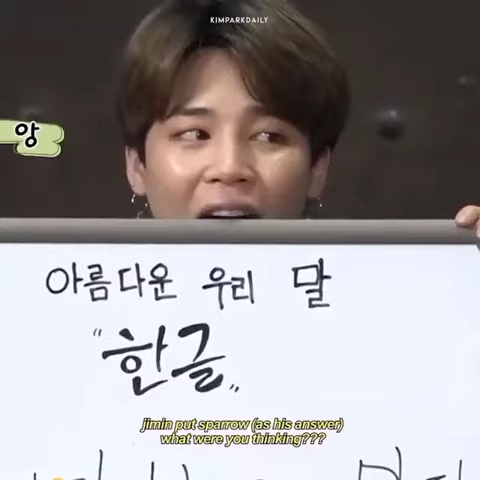 KIMPARKDAILY
앙
아름다운 우리 말
"한글"
jimin put sparrow (as his answer)
what were you thinking???